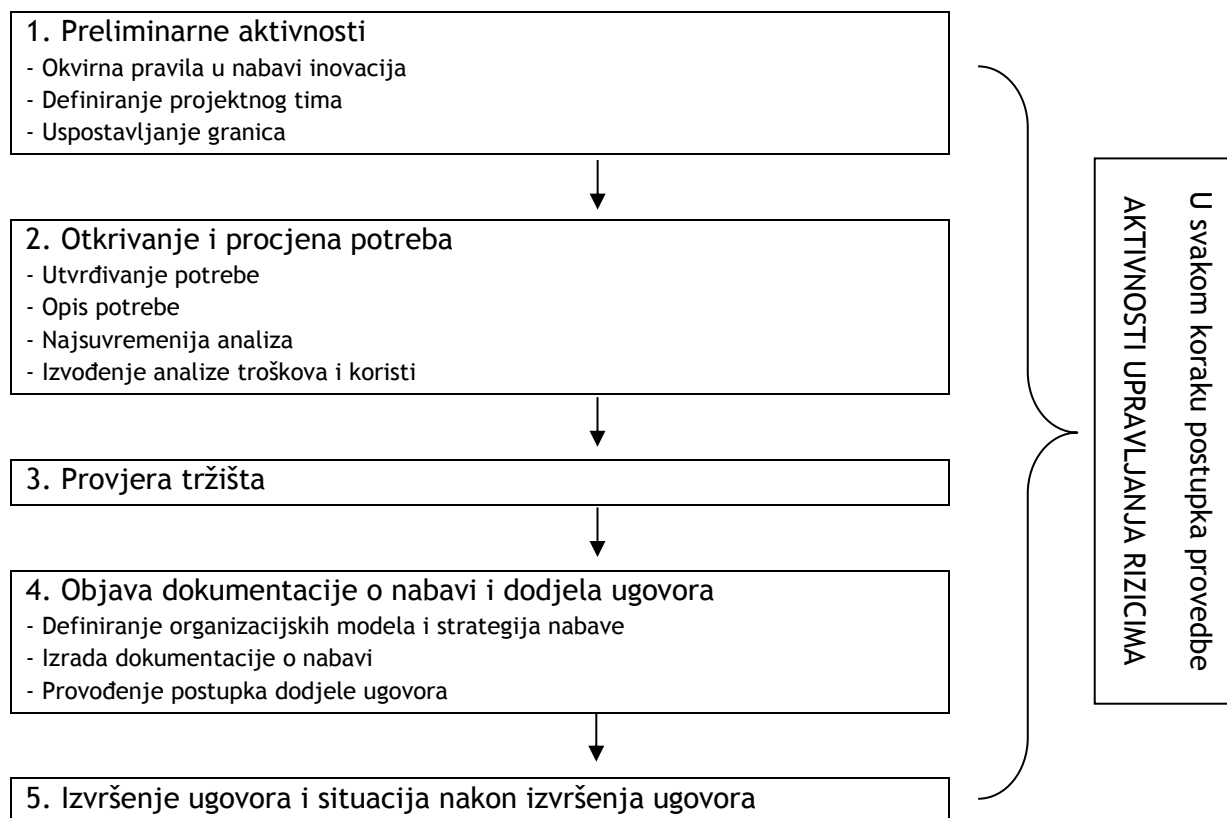 1. Preliminarne aktivnosti
- Okvirna pravila u nabavi inovacija
- Definiranje projektnog tima
- Uspostavljanje granica
2. Otkrivanje i procjena potreba
- Utvrđivanje potrebe
- Opis potrebe
- Najsuvremenija analiza
- Izvođenje analize troškova i koristi
3. Provjera tržišta
4. Objava dokumentacije o nabavi i dodjela ugovora
- Definiranje organizacijskih modela i strategija nabave
- Izrada dokumentacije o nabavi
- Provođenje postupka dodjele ugovora
5. Izvršenje ugovora i situacija nakon izvršenja ugovora
U svakom koraku postupka provedbe
AKTIVNOSTI UPRAVLJANJA RIZICIMA